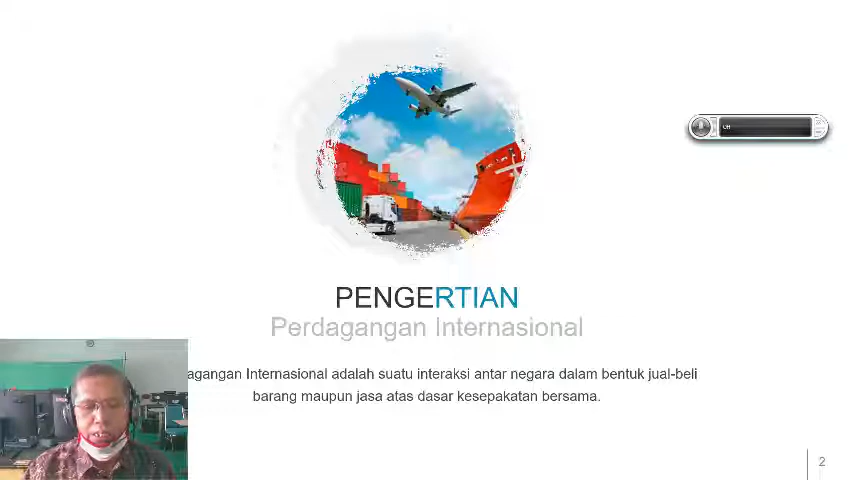 PENGERTIAN
Perdagangan Internasional
agangan Internasional adalah suatu interaksi antar negara dalam bentuk jual-beli
barang maupun jasa atas dasar kesepakatan bersama.
2